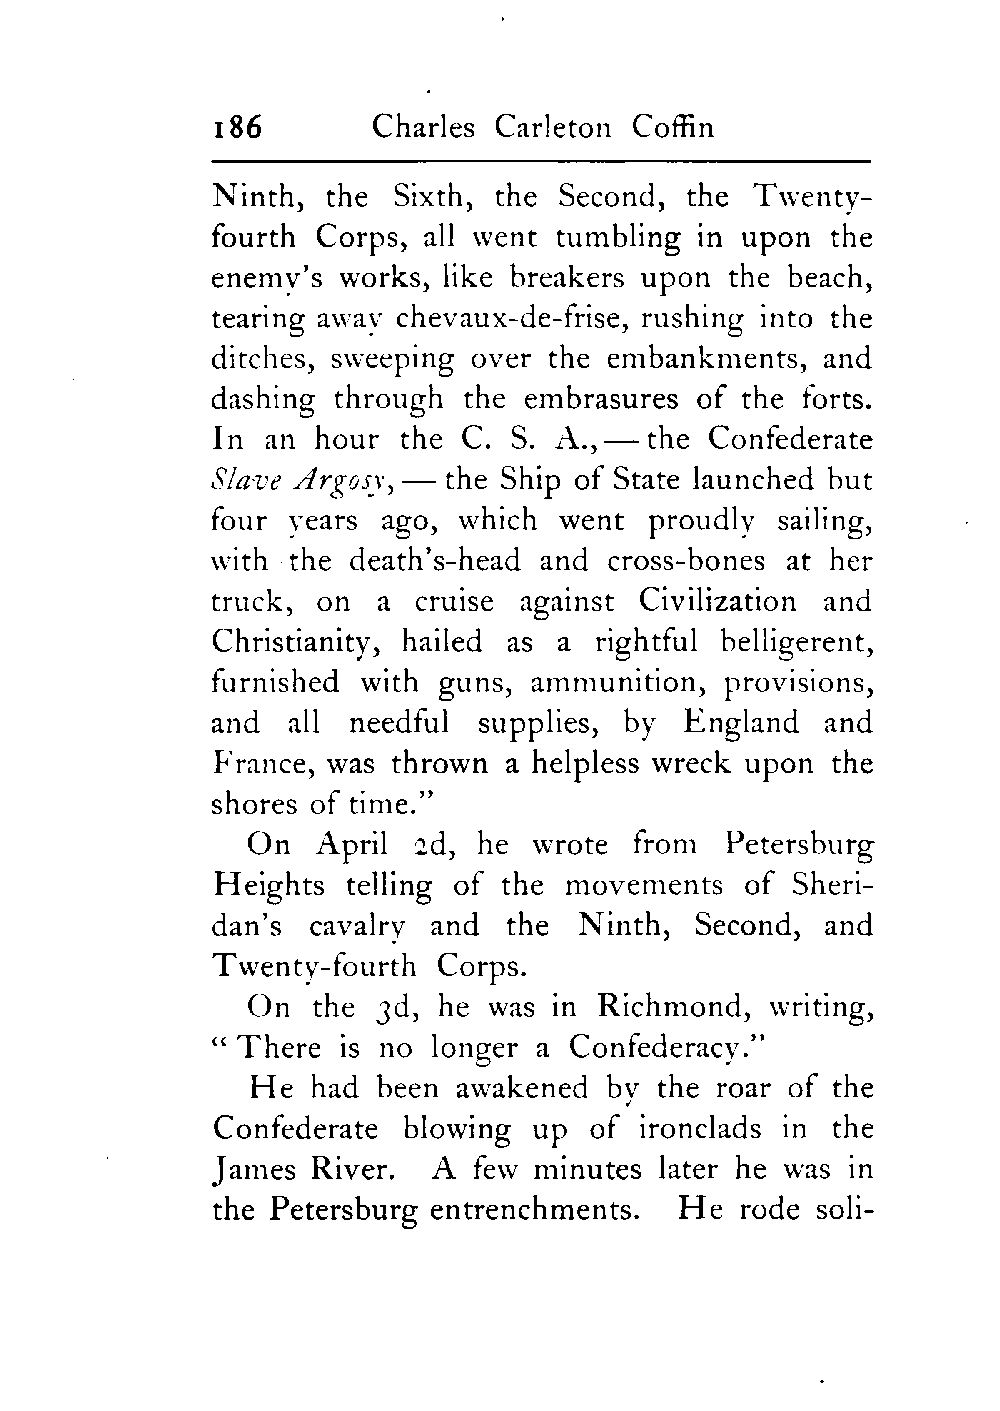 186 Charles Carleton Coffin
Ninth, the Sixth, the Second, the Twenty-
fourth Corps, all went tumbling in upon the
enemy's works, like breakers upon the beach,
tearing away chevaux-de-frise, rushing into the
ditches, sweeping over the embankments, and
dashing through the embrasures of the forts.
In an hour the C. S. A.,— the Confederate
Slave Argosy,— the Ship of State launched but
four years ago, which went proudly sailing,
with the death's-head and cross-bones at her
truck, on a cruise against Civilization and
Christianity, hailed as a rightful belligerent,
furnished with guns, ammunition, provisions,
and all needful supplies, by England and
France, was thrown a helpless wreck upon the
shores of time."
On April 2d, he wrote from Petersburg
Heights telling of the movements of Sheri-
dan's cavalry and the Ninth, Second, and
Twenty-fourth Corps.
On the 3d, he was in Richmond, writing,
" There is no longer a Confederacy."
He had been awakened by the roar of the
Confederate blowing up of ironclads in the
James River. A few minutes later he was in
the Petersburg entrenchments. He rode soli-